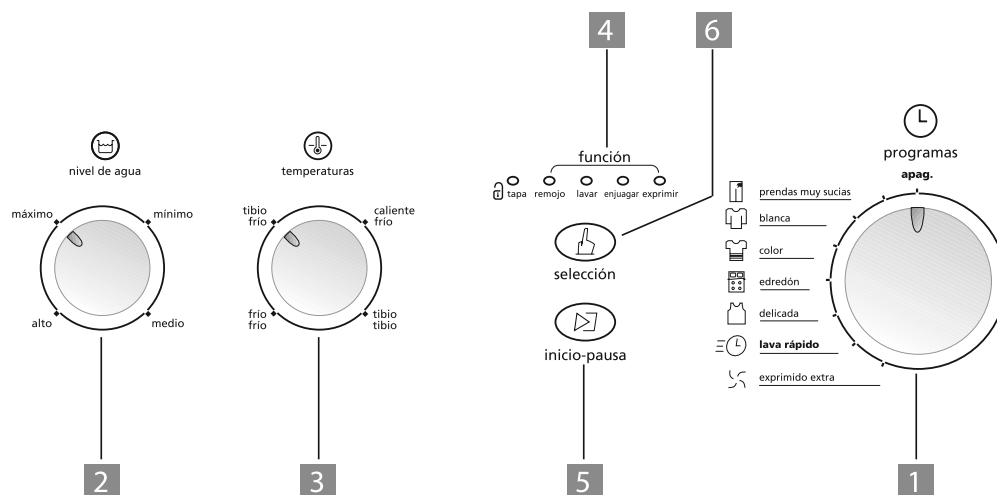 4
6
función
tapa
remojo
lavar
enjuagar
exprimir
nivel de agua
máximo
mínimo
alto
medio
temperaturas
tibio
frío
caliente
frío
frío
frío
tibio
tibio
selección
inicio-pausa
programas
apag.
prendas muy sucias
blanca
color
edredón
delicada
lava rápido
exprimido extra
2
3
5
1